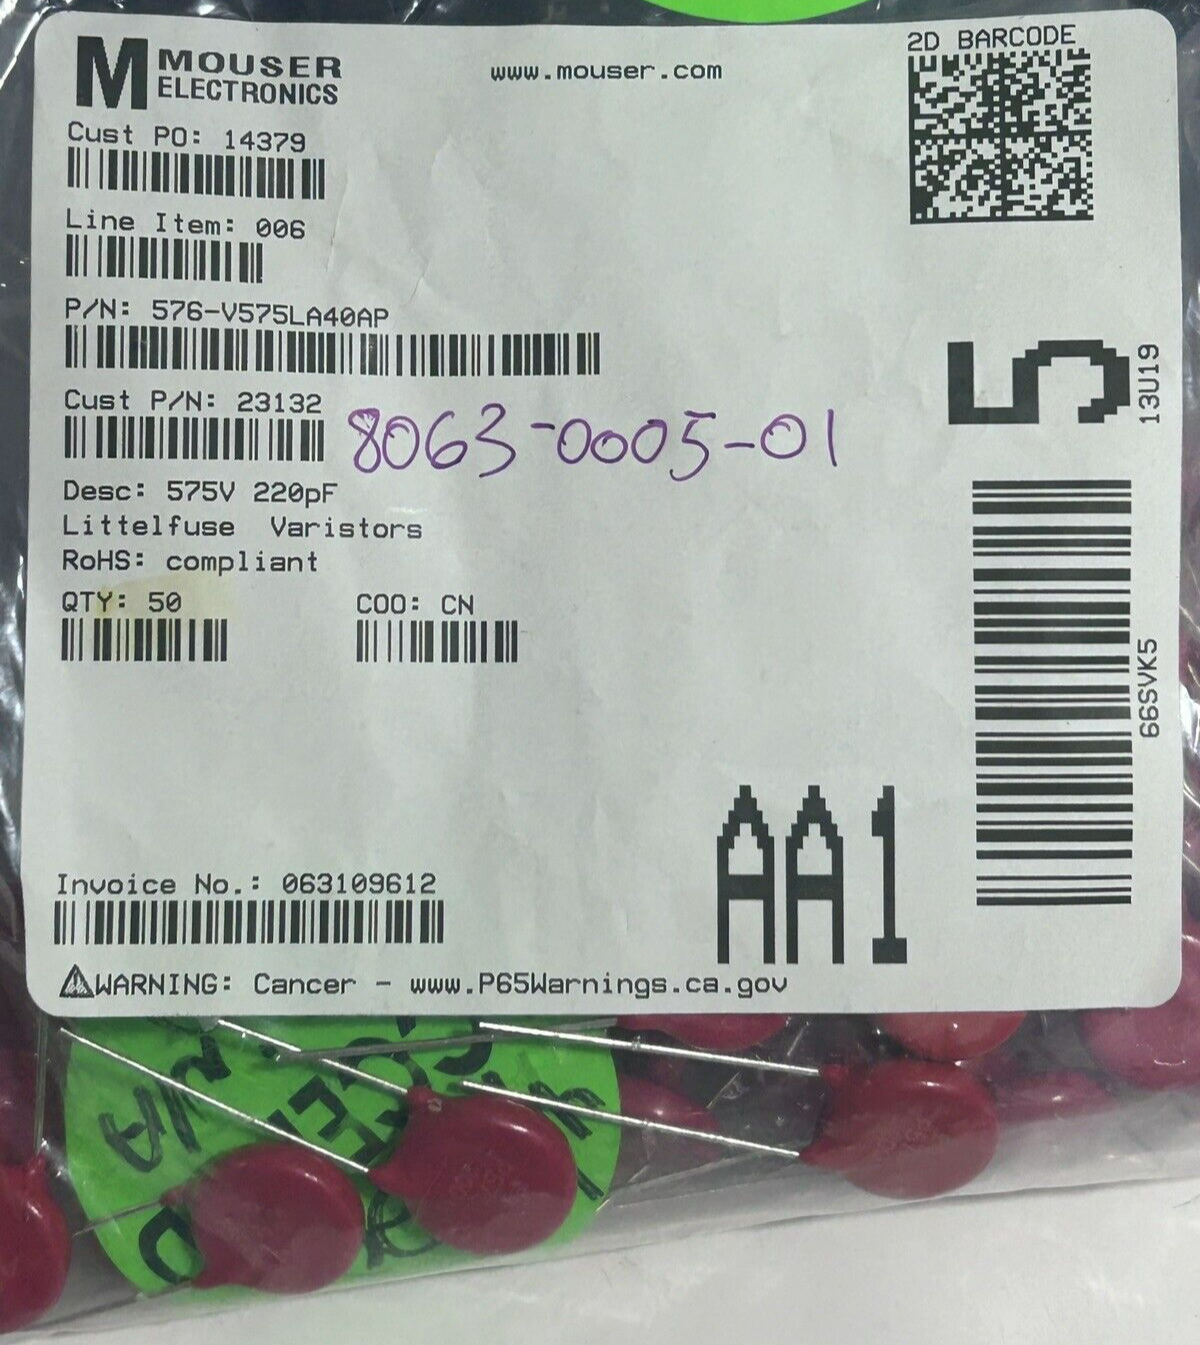 MOUSER
ELECTRONICS
www.mouser.com
2D BARCODE
Cust PO: 14379
Line Item: 006
P/N: 576-V575LA40AP
Cust P/N: 23132
8063-0005-01
Desc: 575V 220pF
Littelfuse Varistors
RoHS: compliant
QTY: 50
COO: CN
5
13U19
66SVK5
AA1
Invoice No.: 063109612
WARNING: Cancer - www.P65Warnings.ca.gov